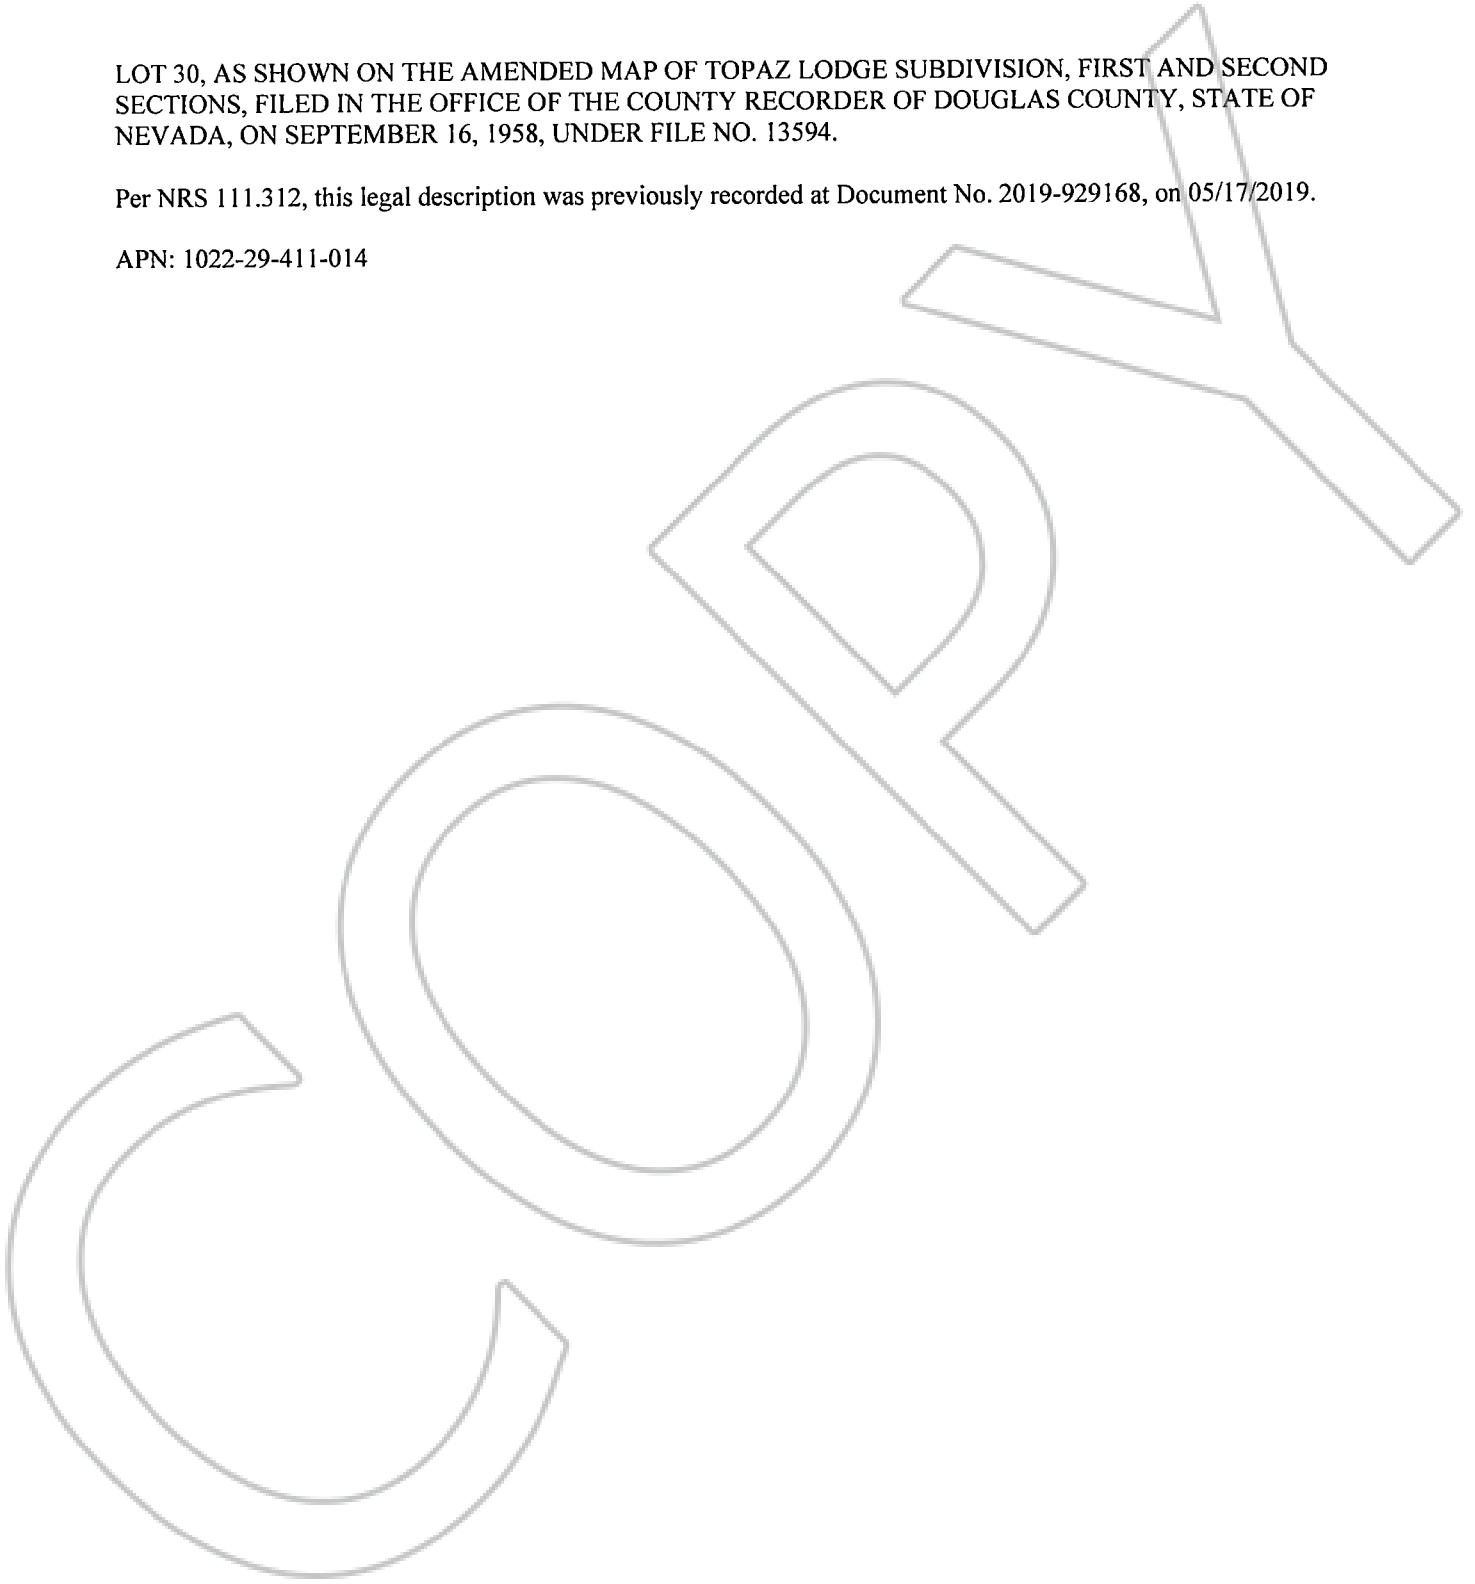 LOT 30, AS SHOWN ON THE AMENDED MAP OF TOPAZ LODGE SUBDIVISION, FIRST AND SECOND
SECTIONS, FILED IN THE OFFICE OF THE COUNTY RECORDER OF DOUGLAS COUNTY, STATE OF
NEVADA, ON SEPTEMBER 16, 1958, UNDER FILE NO. 13594.
Per NRS 111.312, this legal description was previously recorded at Document No. 2019-929168, on 05/17/2019.
APN: 1022-29-411-014
COPY